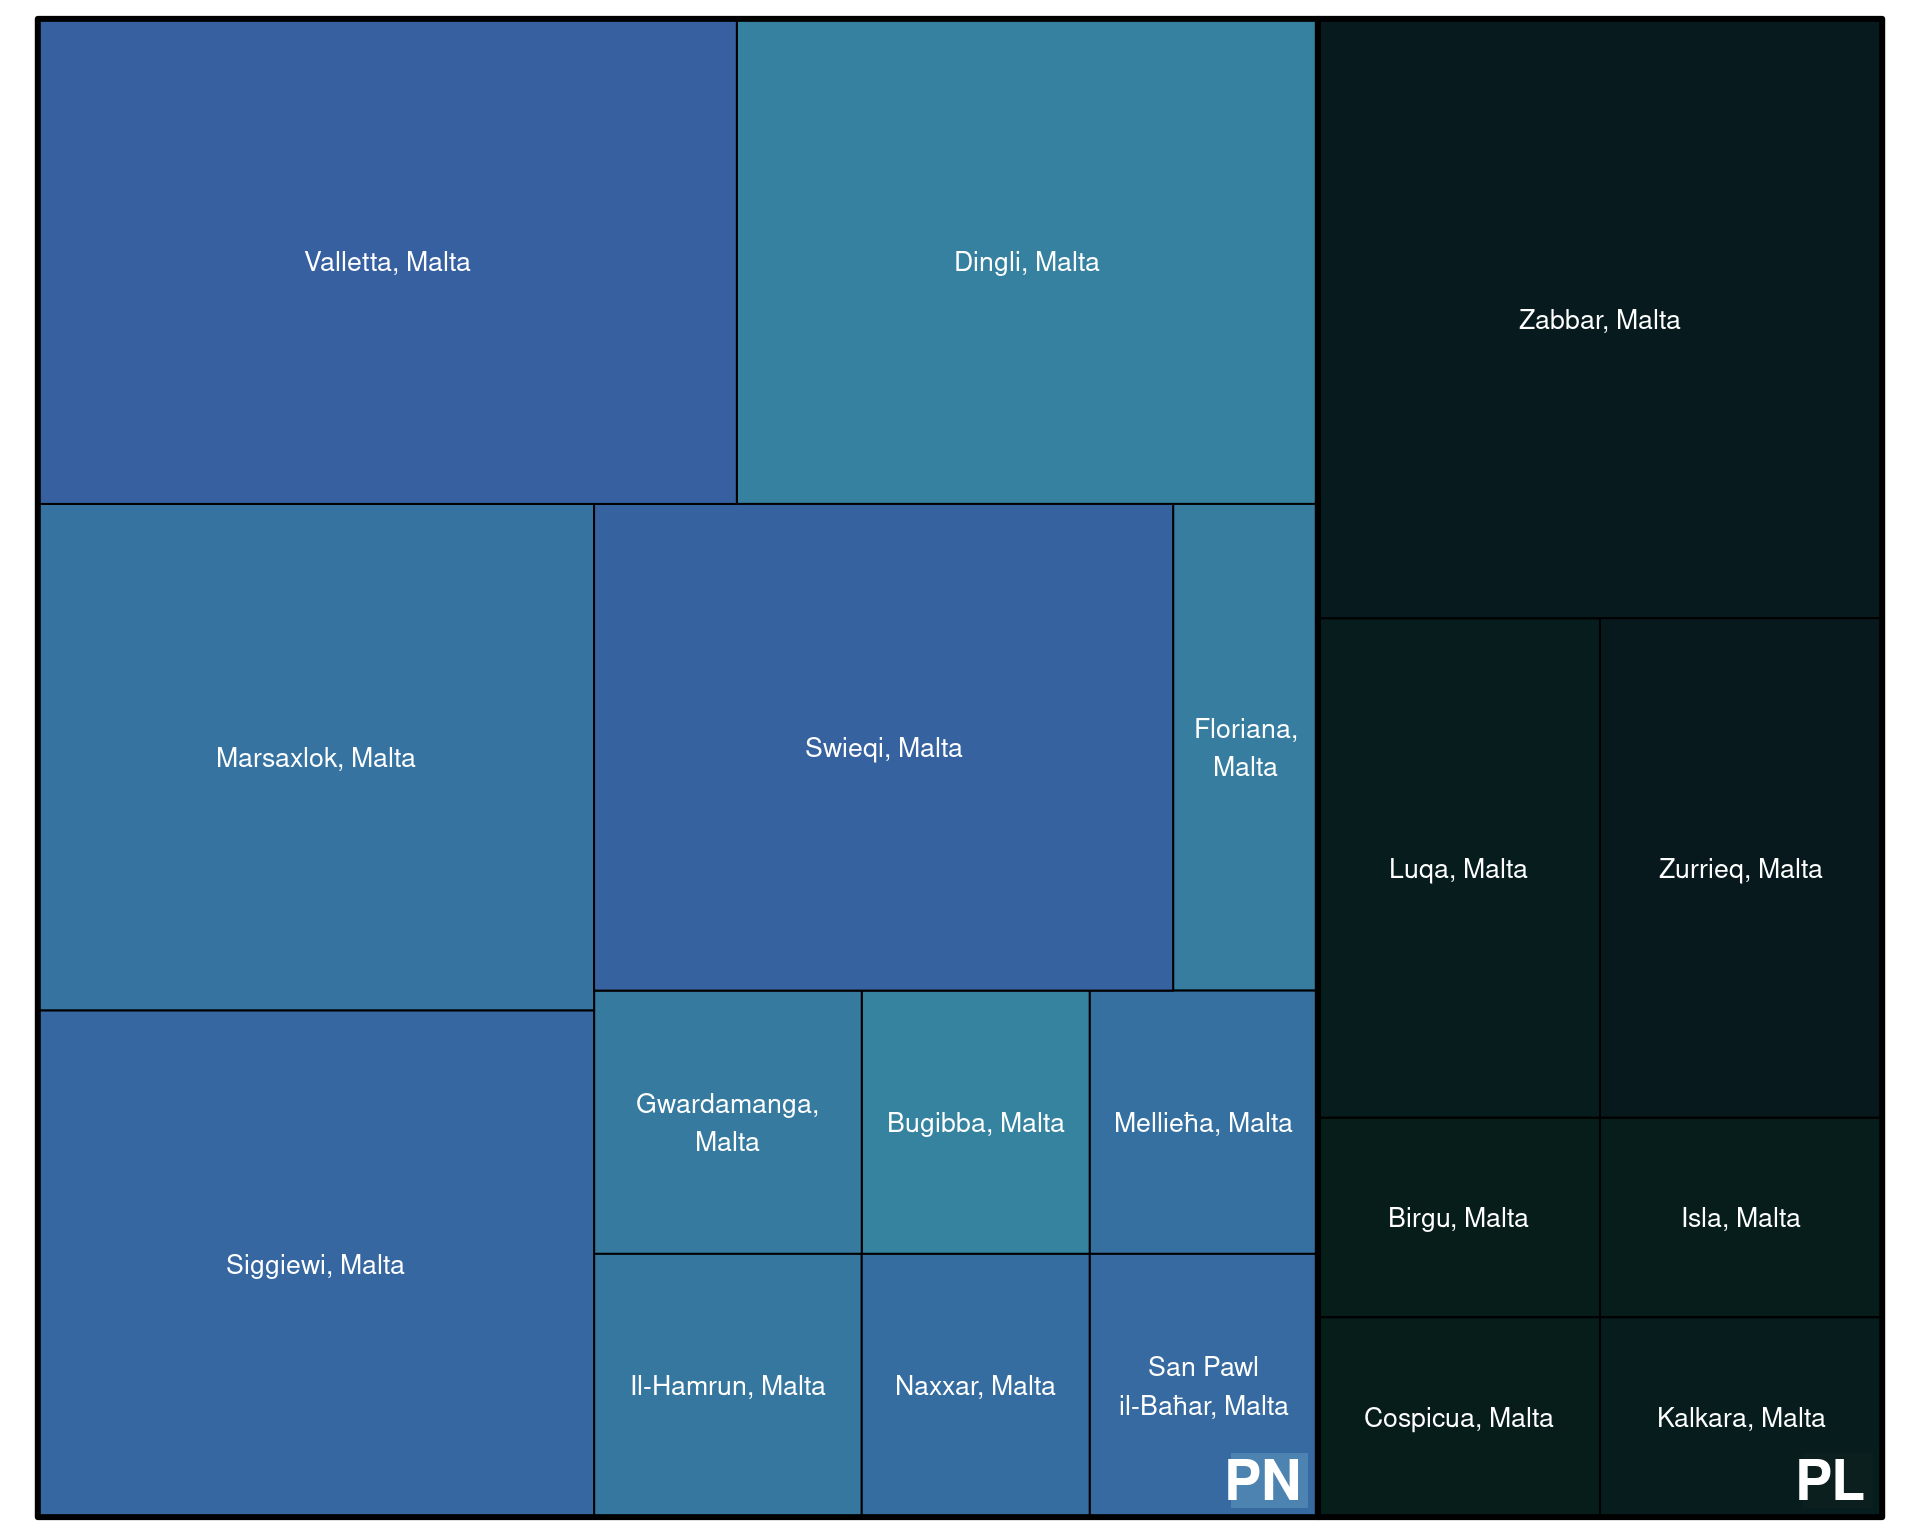 Valletta, Malta
Dingli, Malta
Zabbar, Malta
Marsaxlok, Malta
Swieqi, Malta
Floriana,
Malta
Luqa, Malta
Zurrieq, Malta
Gwardamanga,
Malta
Bugibba, Malta
Mellieħa, Malta
Birgu, Malta
Isla, Malta
Siggiewi, Malta
Il-Hamrun, Malta
Naxxar, Malta
San Pawl
il-Baħar, Malta
Cospicua, Malta
Kalkara, Malta
PN
PL